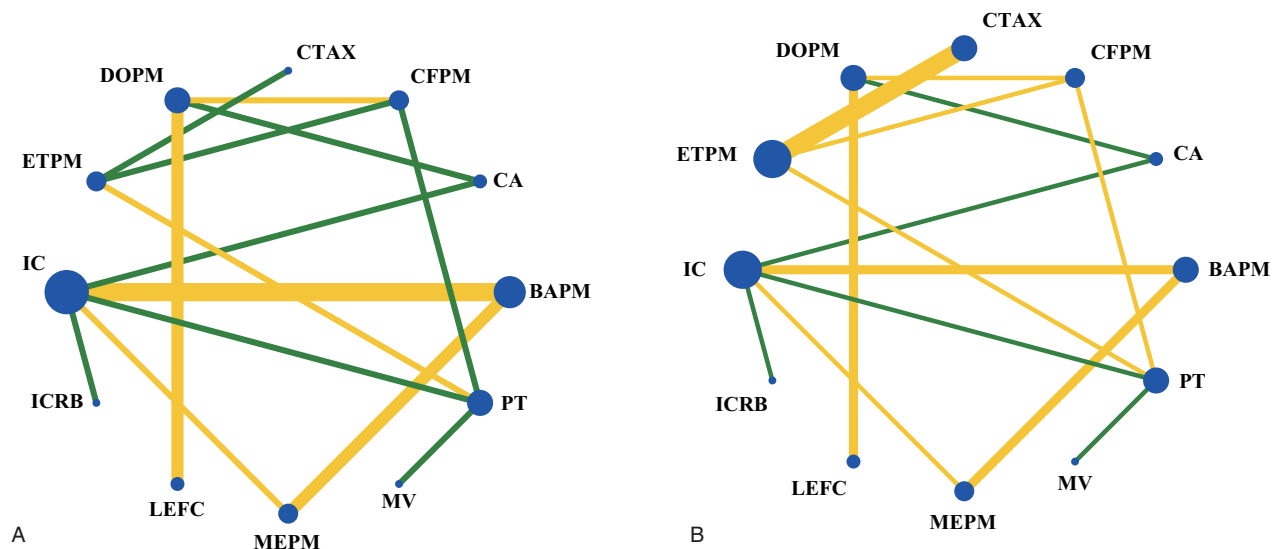 CTAX
DOPM
CFPM
ETPM
CA
IC
BAPM
ICRB
PT
LEFC
MV
MEPM
A
CTAX
DOPM
CFPM
ETPM
CA
IC
BAPM
ICRB
PT
LEFC
MV
MEPM
B